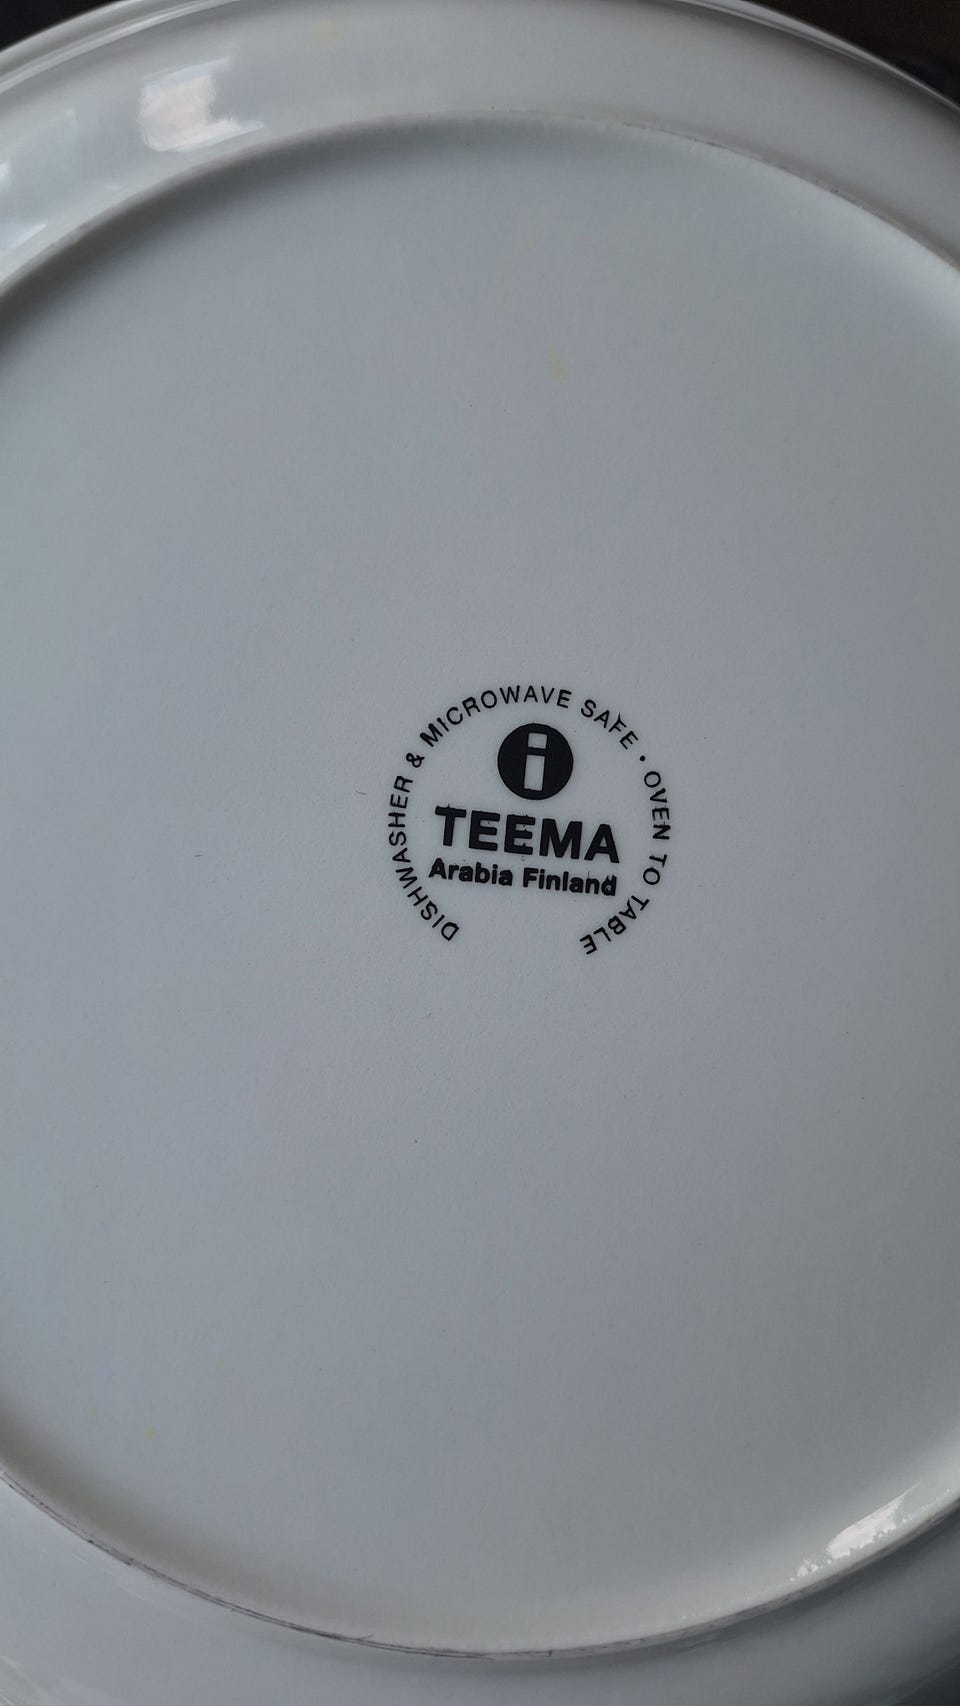 DISHWASHER & MICROWAVE SAFE · OVEN TO TABLE
i
TEEMA
Arabia Finland